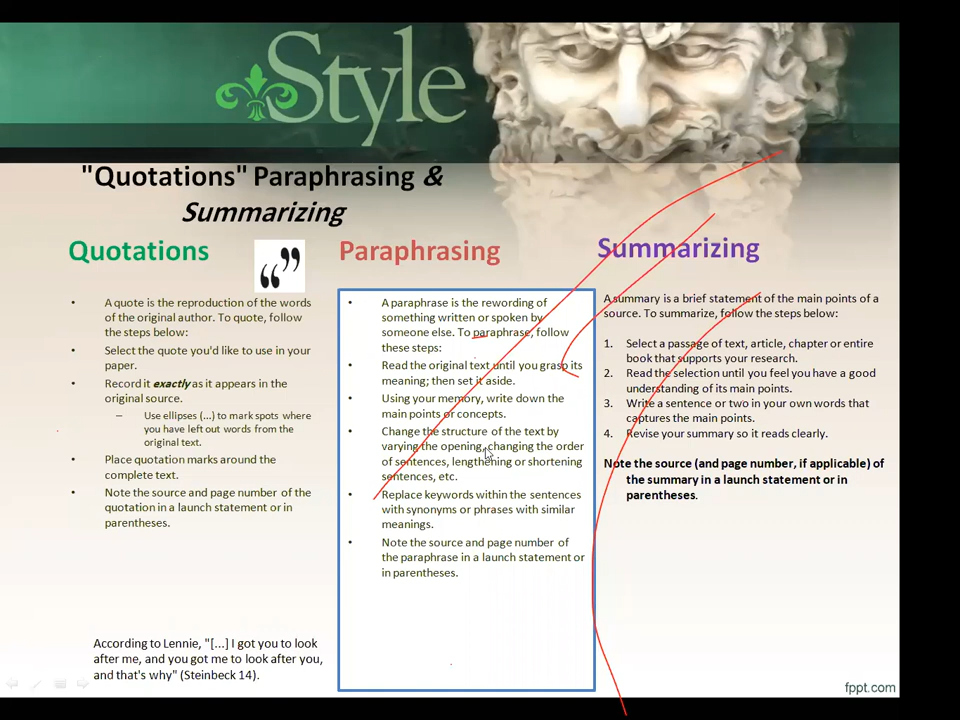 Style
"Quotations" Paraphrasing &
Summarizing
Quotations
A quote is the reproduction of the words
of the original author. To quote, follow
the steps below:
Select the quote you'd like to use in your
paper.
Record it exactly as it appears in the
original source.
Use ellipses (...) to mark spots where
you have left out words from the
original text.
Place quotation marks around the
complete text.
Note the source and page number of the
quotation in a launch statement or in
parentheses.
According to Lennie, "[...] I got you to look
after me, and you got me to look after you,
and that's why" (Steinbeck 14).
Paraphrasing
A paraphrase is the rewording of
something written or spoken by
someone else. To paraphrase, follow
these steps:
Read the original text until you grasp its
meaning; then set it aside.
Using your memory, write down the
main points or concepts.
Change the structure of the text by
varying the opening, changing the order
of sentences, lengthening or shortening
sentences, etc.
Replace keywords within the sentences
with synonyms or phrases with similar
meanings.
Note the source and page number of
the paraphrase in a launch statement or
in parentheses.
Summarizing
A summary is a brief statement of the main points of a
source. To summarize, follow the steps below:
1. Select a passage of text, article, chapter or entire
book that supports your research.
2. Read the selection until you feel you have a good
understanding of its main points.
3. Write a sentence or two in your own words that
captures the main points.
4. Revise your summary so it reads clearly.
Note the source (and page number, if applicable) of
the summary in a launch statement or in
parentheses.
fppt.com